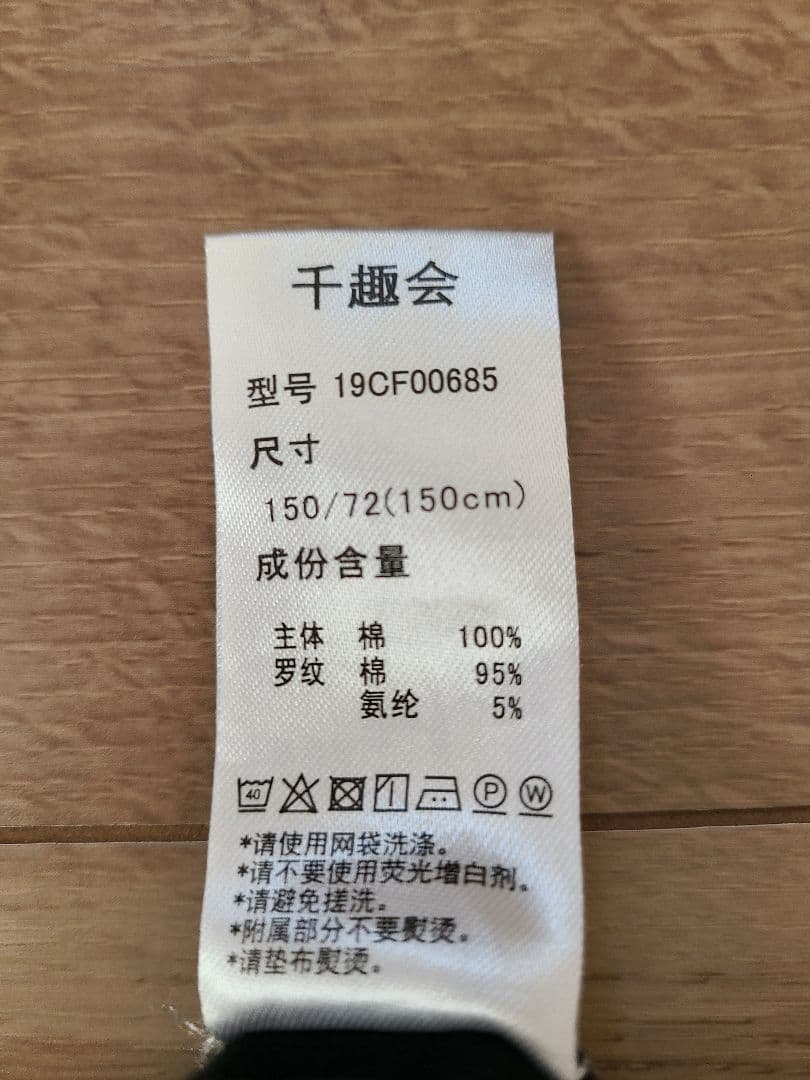 千趣会
型号 19CF00685
尺寸
150/72(150cm)
成份含量
主体 棉 100%
罗纹 棉 95%
氨纶 5%
40 P W
*请使用网袋洗涤。
*请不要使用荧光增白剂。
*请避免搓洗。
*附属部分不要熨烫。
*请垫布熨烫。